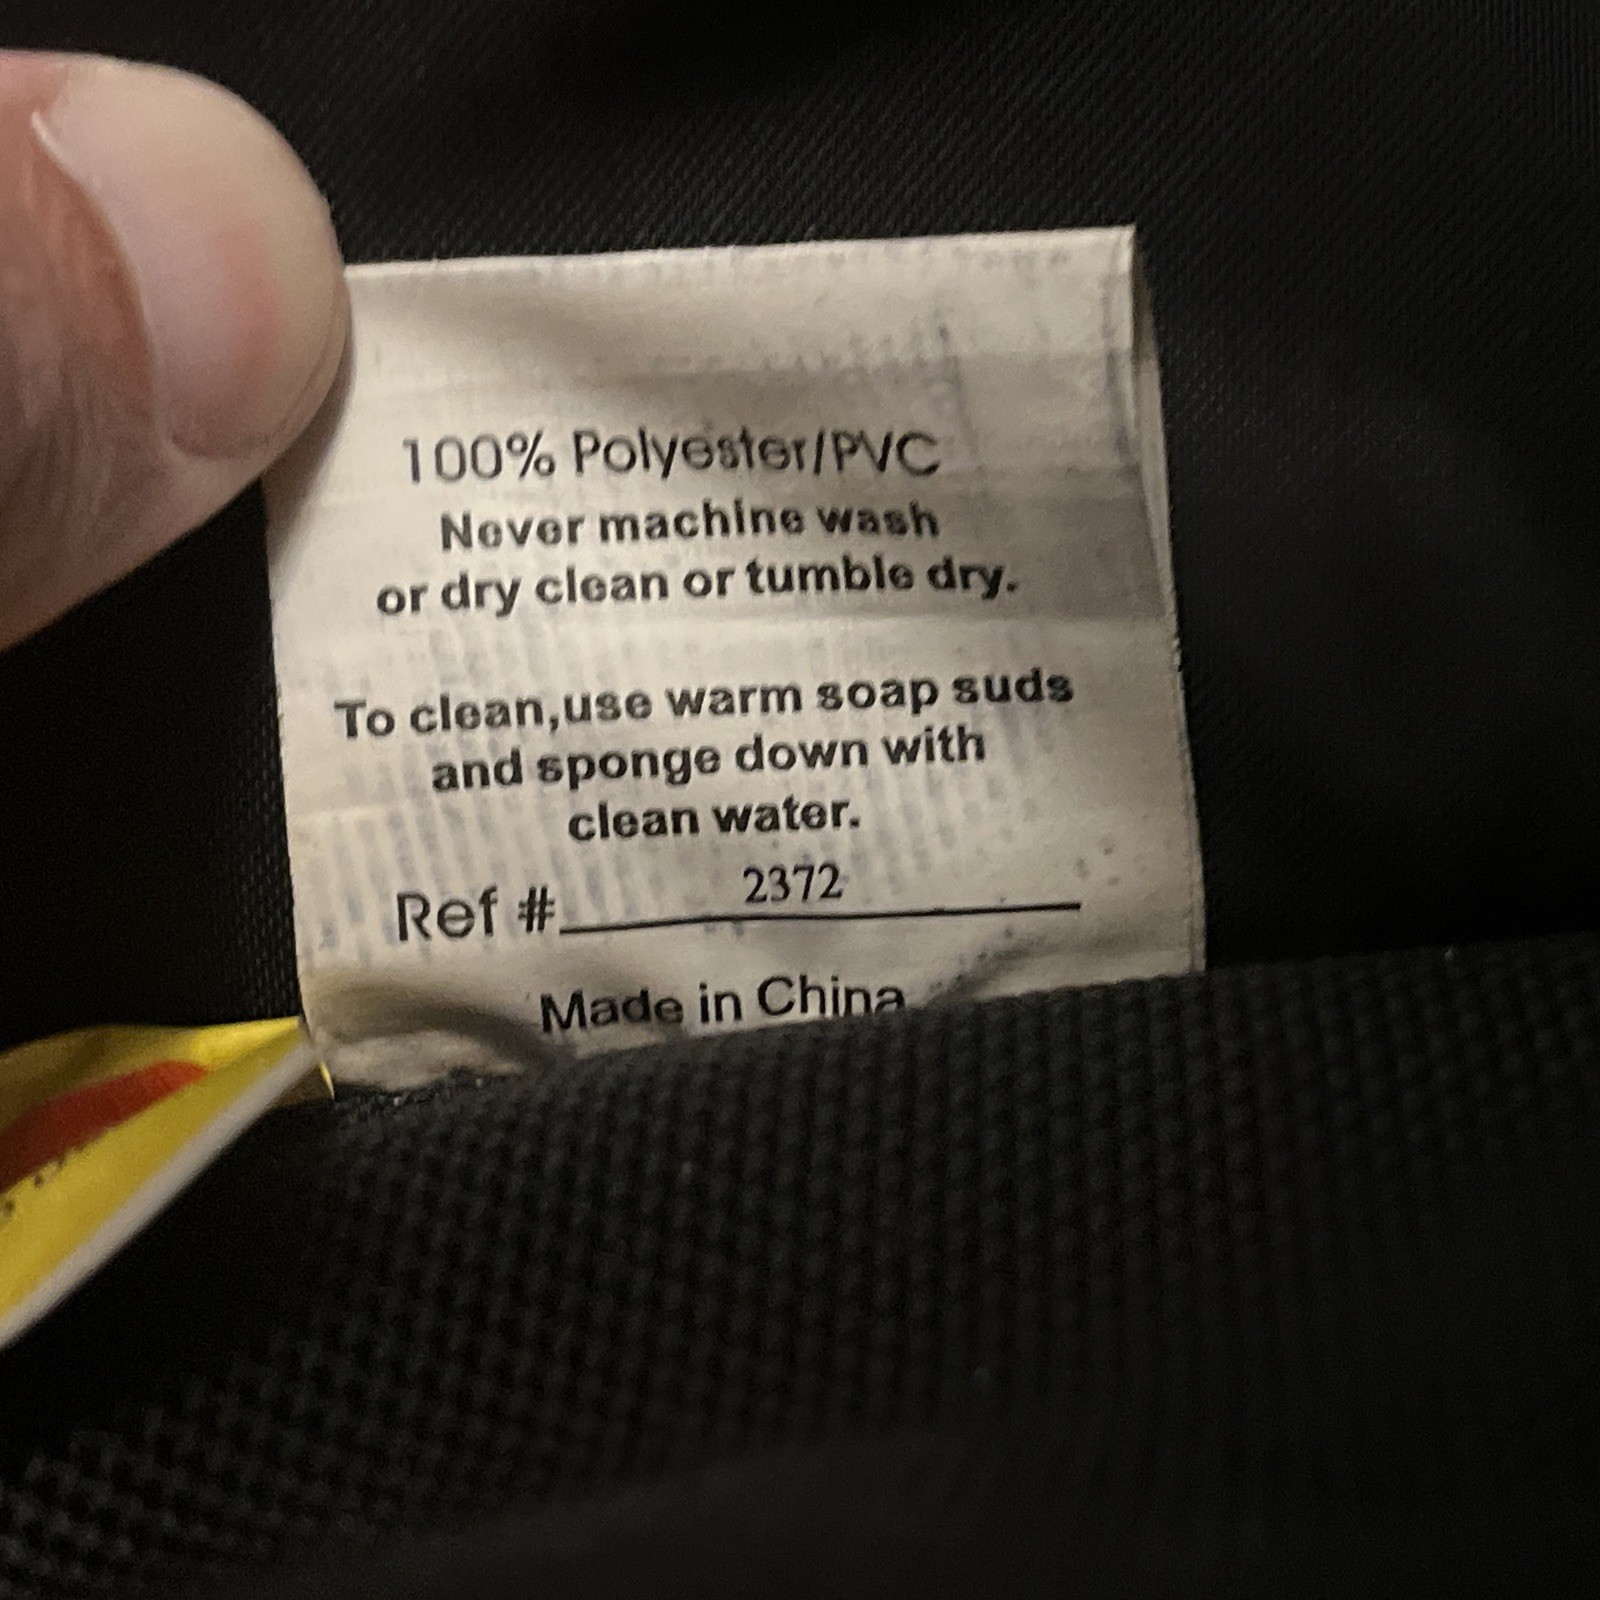 100% Polyester/PVC
Never machine wash
or dry clean or tumble dry.
To clean,use warm soap suds
and sponge down with
clean water.
Ref # 2372
Made in China